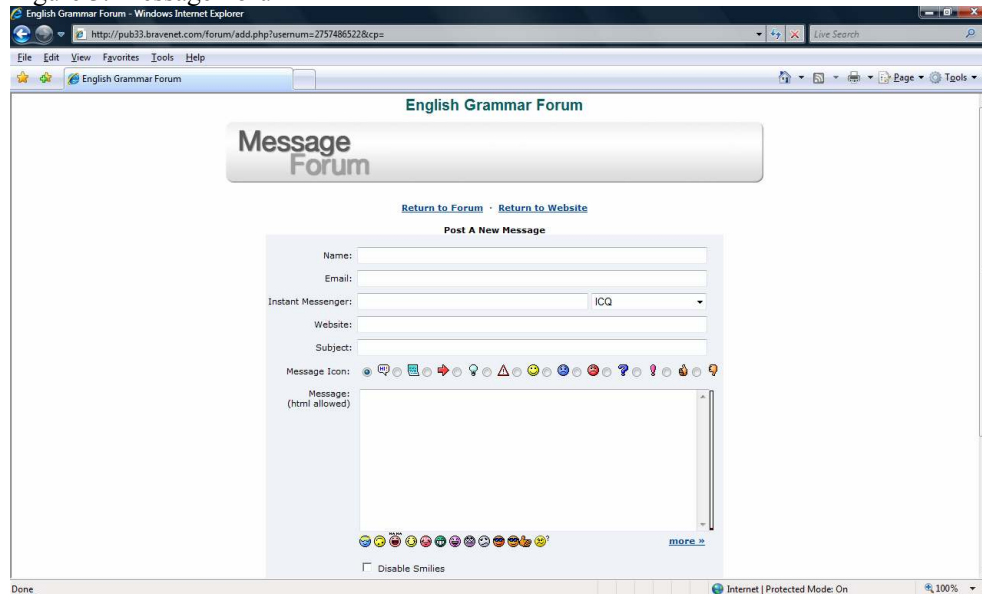 English Grammar Forum - Windows Internet Explorer
http://pub33.bravenet.com/forum/add.php?usernum=2757486522&cp=
Live Search
File Edit View Favorites Tools Help
English Grammar Forum
Page Tools
English Grammar Forum
Message
Forum
Return to Forum · Return to Website
Post A New Message
Name:
Email:
Instant Messenger: ICQ
Website:
Subject:
Message Icon:
Message:
(html allowed)
more »
Disable Smilies
Done Internet | Protected Mode: On 100%